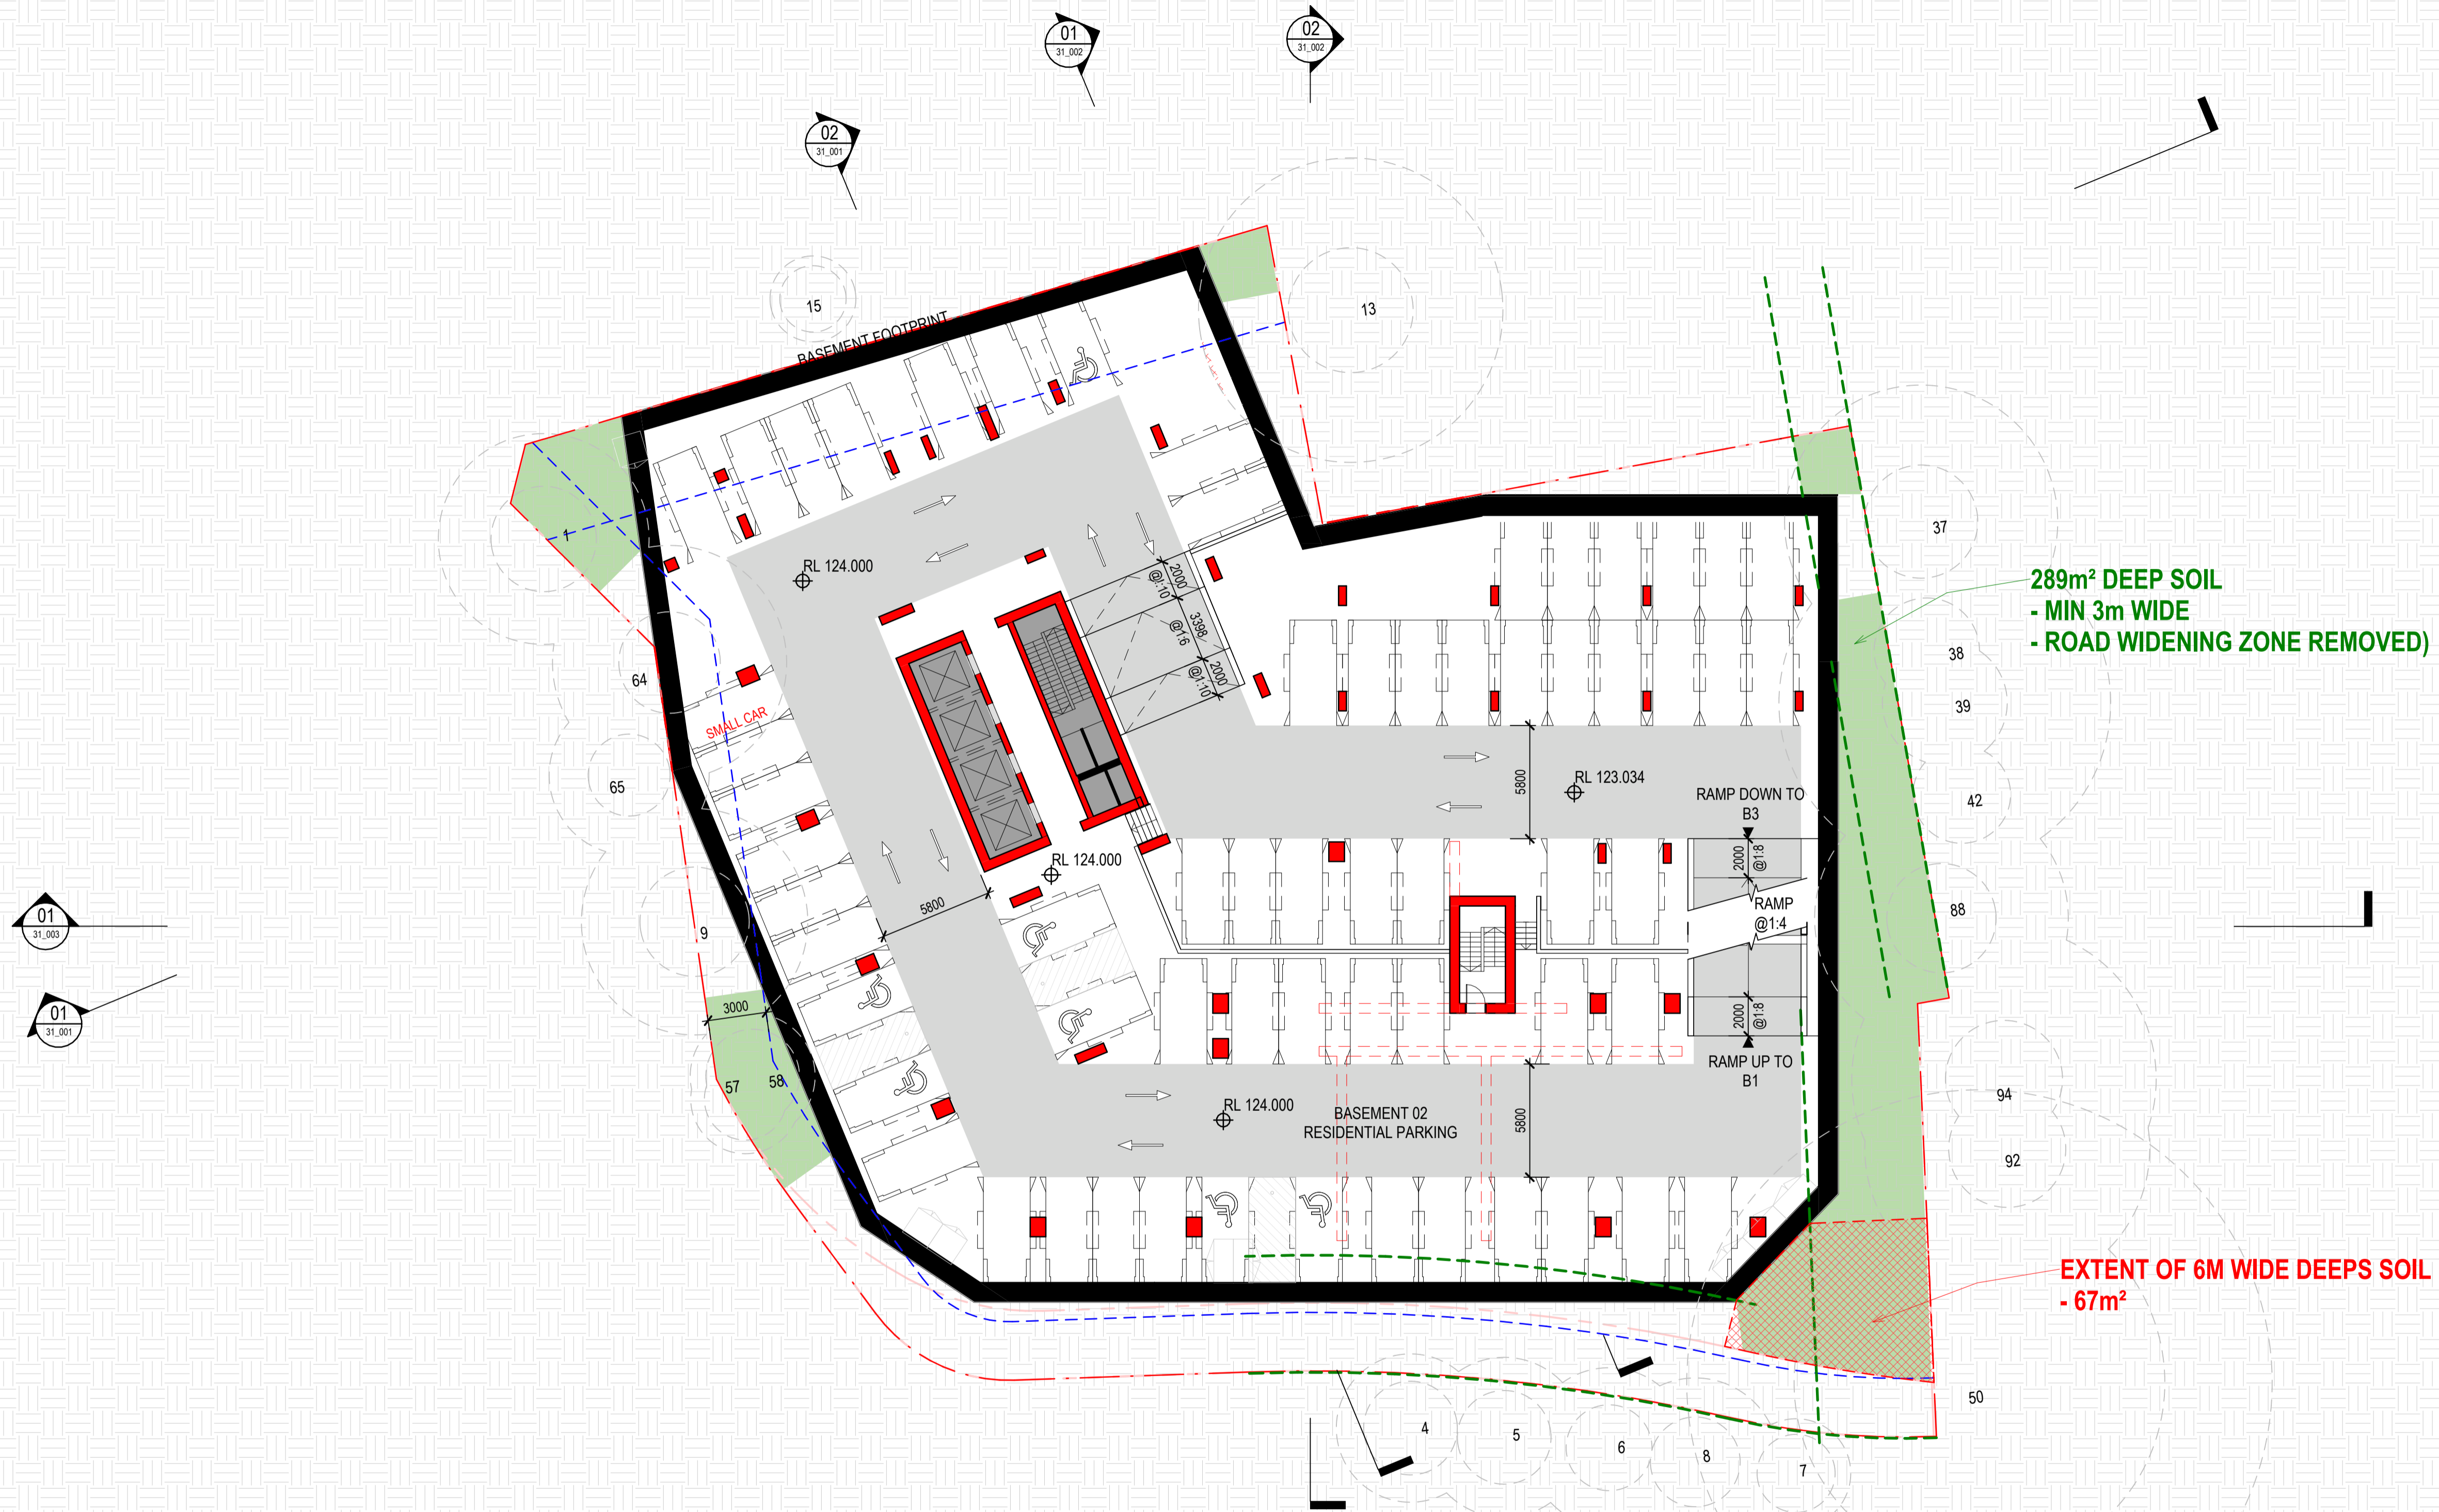 01
31_002
02
31_002
02
31_001
15
13
BASEMENT FOOTPRINT
1
37
RL 124.000
2000
@1:10
3398
@1:6
2000
@1:10
289m² DEEP SOIL
- MIN 3m WIDE
- ROAD WIDENING ZONE REMOVED)
38
39
64
SMALL CAR
65
5800
RL 123.034
RAMP DOWN TO
B3
42
2000
@1:8
RL 124.000
5800
RAMP
@1:4
88
01
31_003
9
3000
01
31_001
2000
@1:8
57
58
RAMP UP TO
B1
RL 124.000
BASEMENT 02
RESIDENTIAL PARKING
5800
94
92
EXTENT OF 6M WIDE DEEPS SOIL
- 67m²
50
4
5
6
8
7